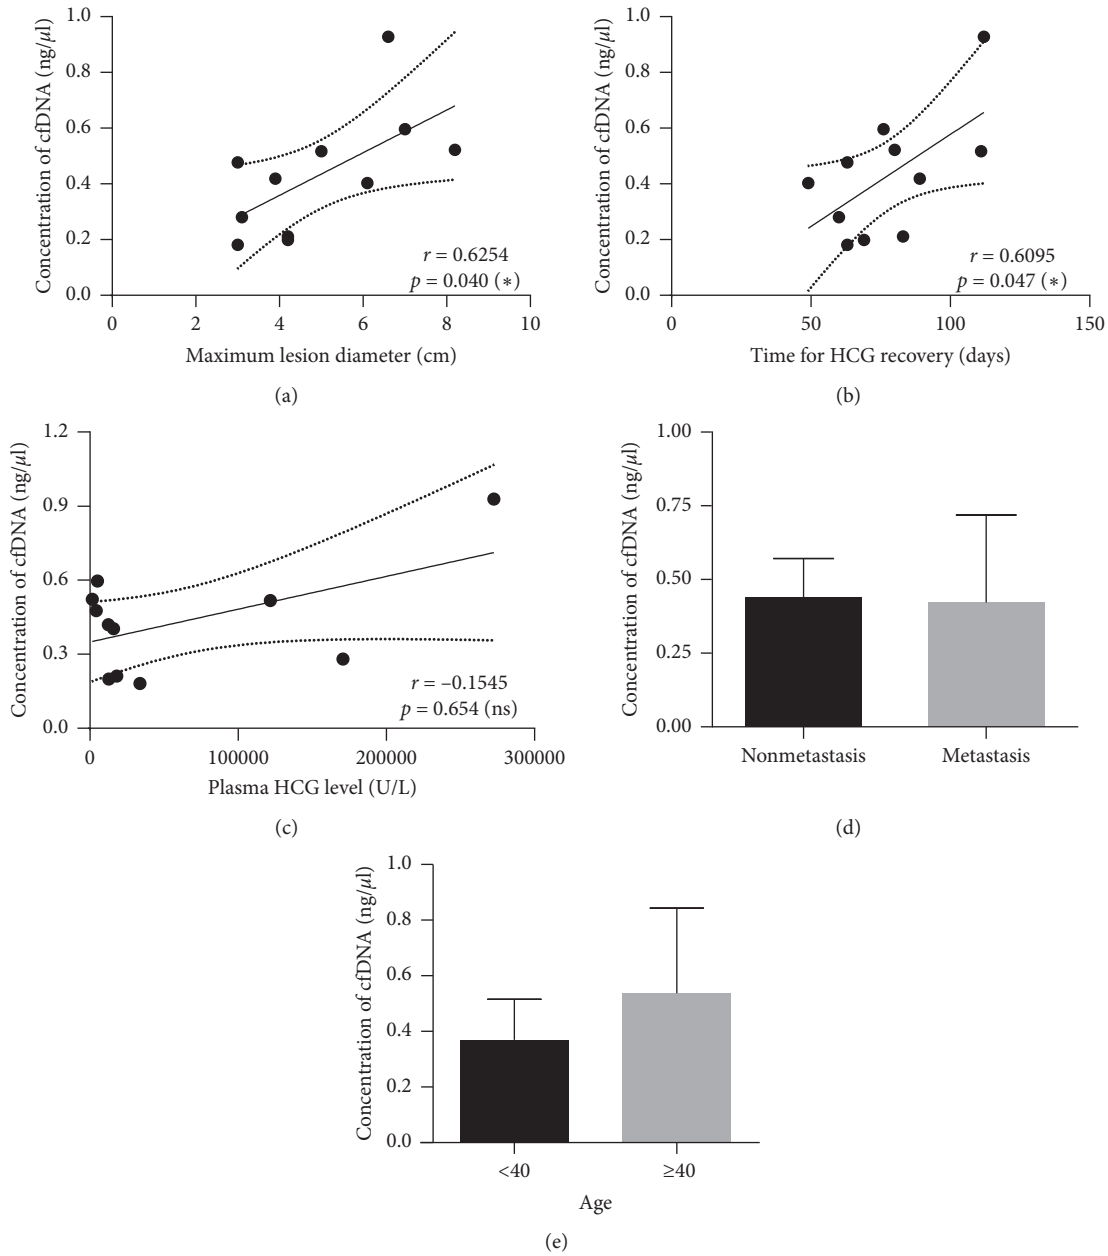 Concentration of cfDNA (ng/μl)
1.0
0.8
0.6
0.4
0.2
0.0
r = 0.6254
p = 0.040 (∗)
0 2 4 6 8 10
Maximum lesion diameter (cm)
(a)
Concentration of cfDNA (ng/μl)
1.0
0.8
0.6
0.4
0.2
0.0
r = 0.6095
p = 0.047 (∗)
0 50 100 150
Time for HCG recovery (days)
(b)
Concentration of cfDNA (ng/μl)
1.2
0.9
0.6
0.3
0.0
r = –0.1545
p = 0.654 (ns)
0 100000 200000 300000
Plasma HCG level (U/L)
(c)
Concentration of cfDNA (ng/μl)
1.00
0.75
0.50
0.25
0.00
Nonmetastasis Metastasis
(d)
Concentration of cfDNA (ng/μl)
1.0
0.8
0.6
0.4
0.2
0.0
<40 ≥40
Age
(e)